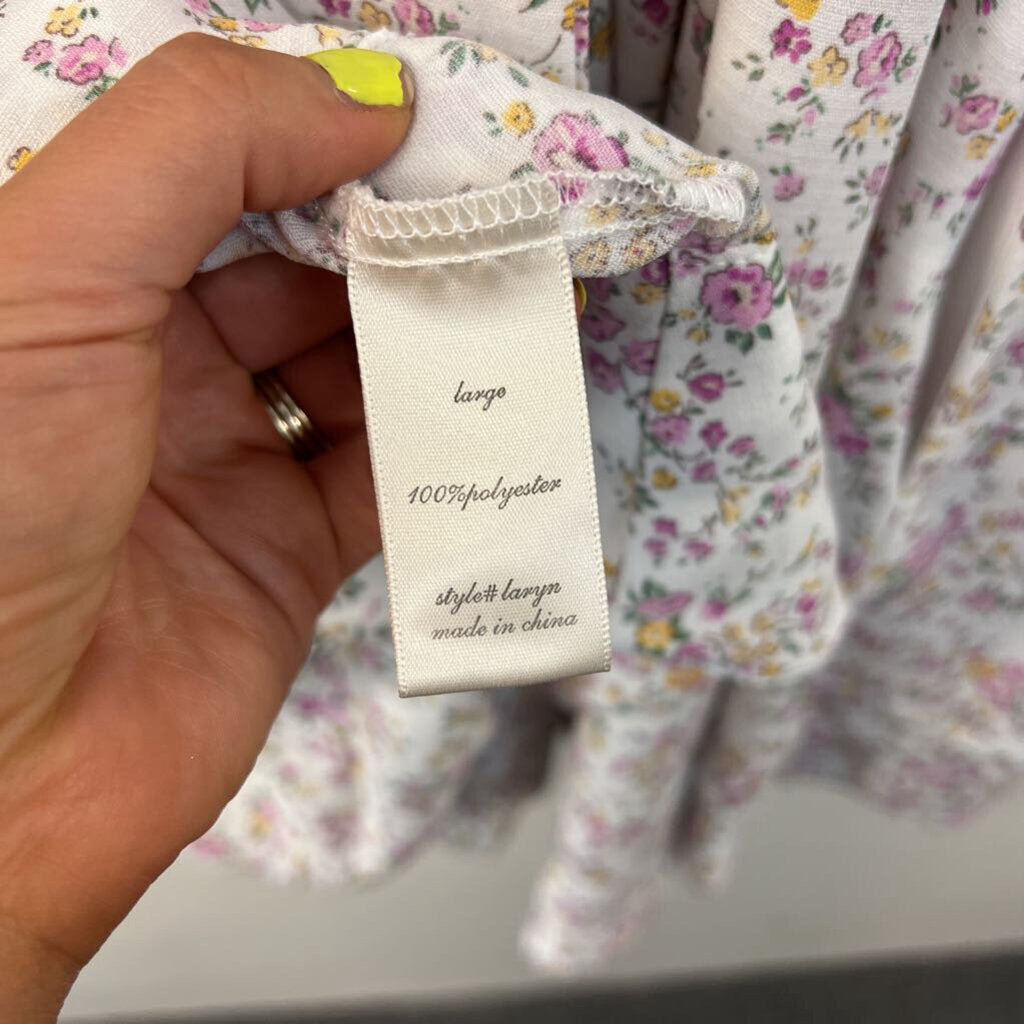 large
100%polyester
style# laryn
made in china